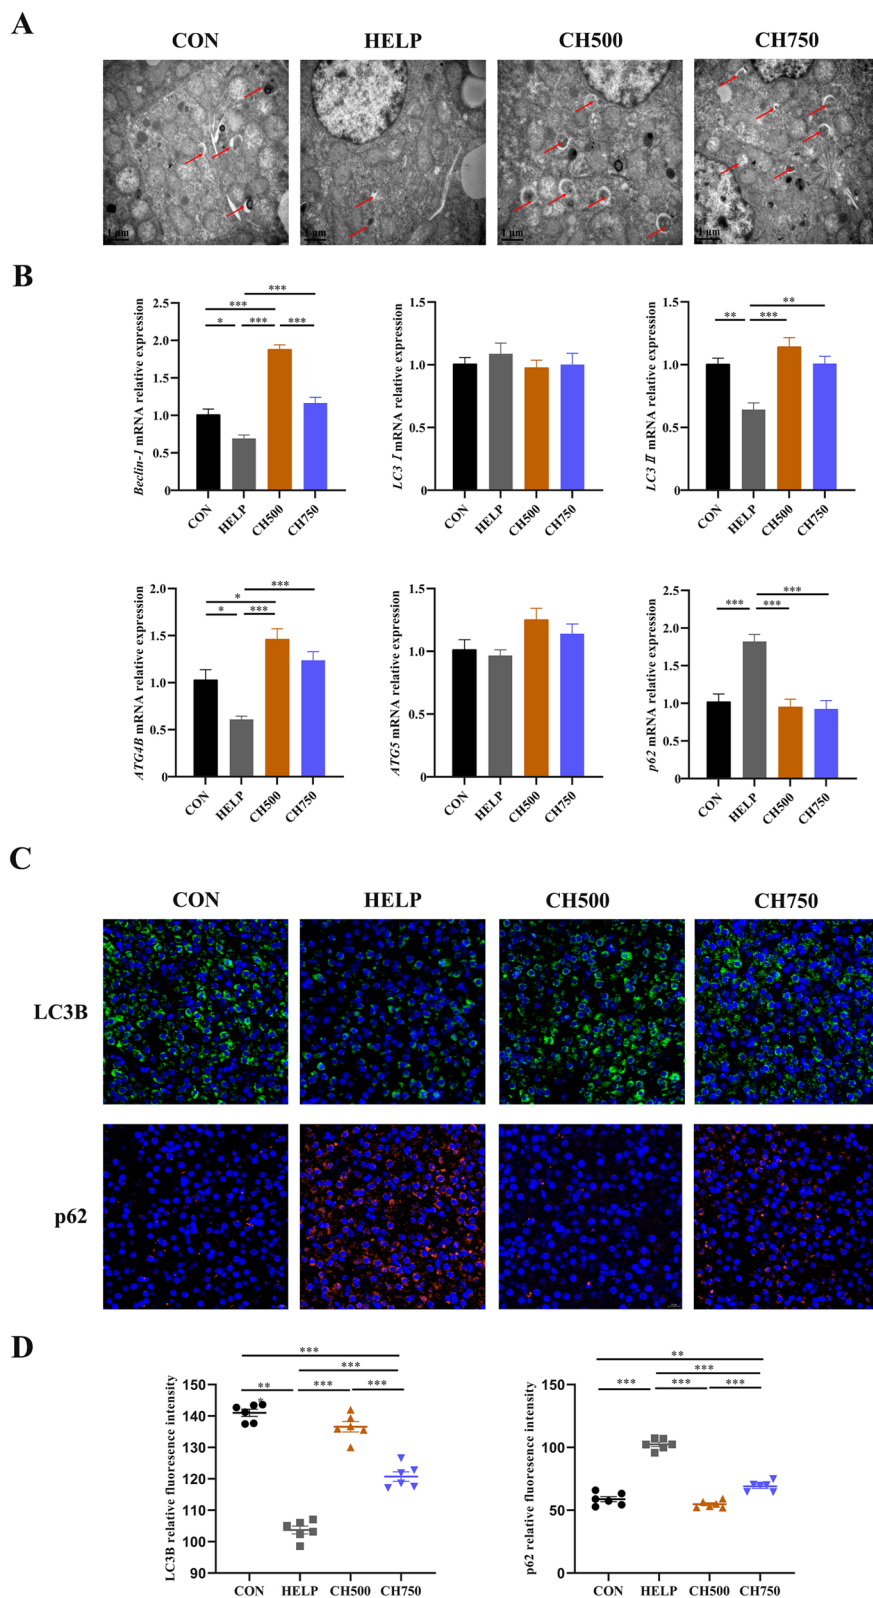 A
CON HELP CH500 CH750
1 μm 1 μm 1 μm 1 μm
B
Beclin-1 mRNA relative expression
2.5
2.0
1.5
1.0
0.5
0
*** 
***
* *** ***
CON HELP CH500 CH750
LC3 I mRNA relative expression
1.5
1.0
0.5
0
CON HELP CH500 CH750
LC3 II mRNA relative expression
1.5
1.0
0.5
0
**
** ***
CON HELP CH500 CH750
ATG4B mRNA relative expression
2.0
1.5
1.0
0.5
0
***
*
* ***
CON HELP CH500 CH750
ATG5 mRNA relative expression
1.5
1.0
0.5
0
CON HELP CH500 CH750
p62 mRNA relative expression
2.5
2.0
1.5
1.0
0.5
0
***
*** ***
CON HELP CH500 CH750
C
CON HELP CH500 CH750
LC3B
p62
D
LC3B relative fluoresence intensity
150
140
130
120
110
100
90
***
***
** *** ***
*
CON HELP CH500 CH750
p62 relative fluoresence intensity
150
100
50
0
**
***
*** *** ***
CON HELP CH500 CH750